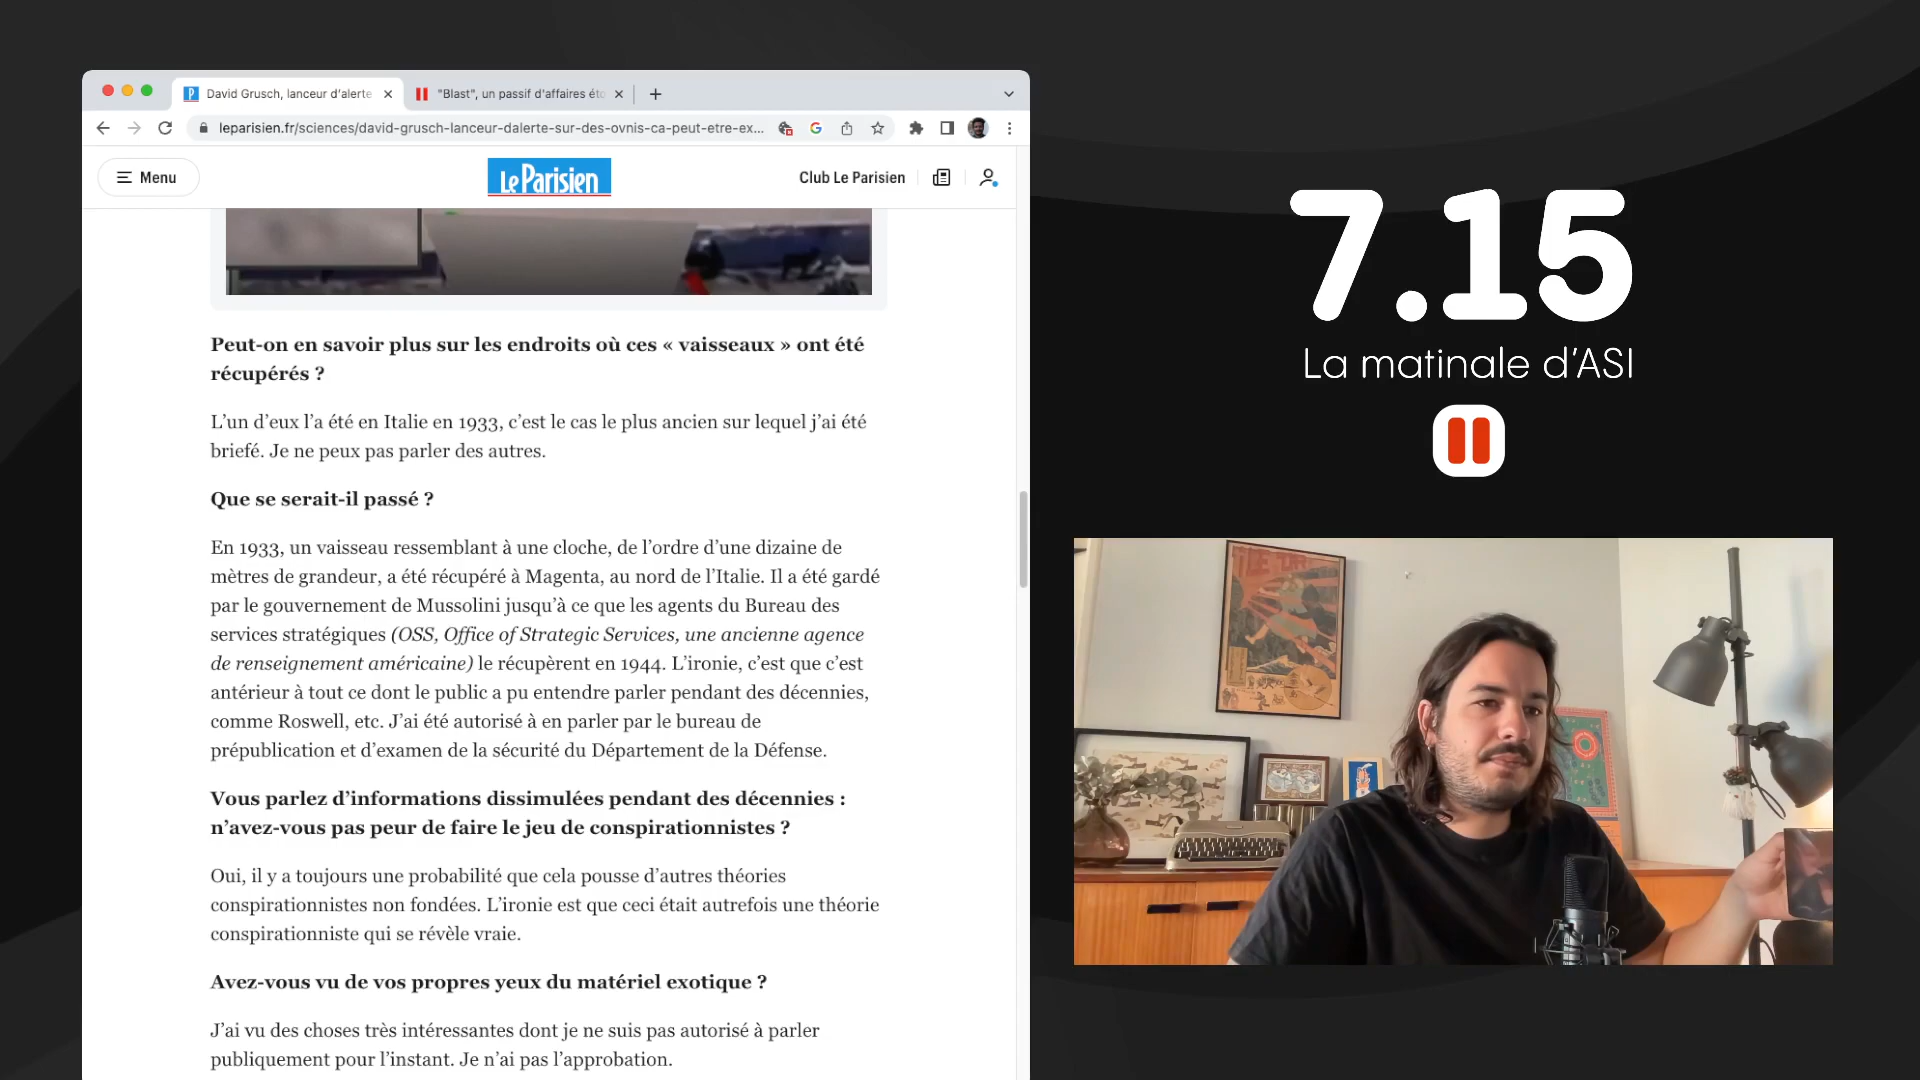 David Grusch, lanceur d'alerte
"Blast", un passif d'affaires éto
leparisien.fr/sciences/david-grusch-lanceur-dalerte-sur-des-ovnis-ca-peut-etre-ex...
Menu
Le Parisien
Club Le Parisien
Peut-on en savoir plus sur les endroits où ces « vaisseaux » ont été
récupérés ?
L'un d'eux l'a été en Italie en 1933, c'est le cas le plus ancien sur lequel j'ai été
briefé. Je ne peux pas parler des autres.
Que se serait-il passé ?
En 1933, un vaisseau ressemblant à une cloche, de l'ordre d'une dizaine de
mètres de grandeur, a été récupéré à Magenta, au nord de l'Italie. Il a été gardé
par le gouvernement de Mussolini jusqu'à ce que les agents du Bureau des
services stratégiques (OSS, Office of Strategic Services, une ancienne agence
de renseignement américaine) le récupèrent en 1944. L'ironie, c'est que c'est
antérieur à tout ce dont le public a pu entendre parler pendant des décennies,
comme Roswell, etc. J'ai été autorisé à en parler par le bureau de
prépublication et d'examen de la sécurité du Département de la Défense.
Vous parlez d'informations dissimulées pendant des décennies :
n'avez-vous pas peur de faire le jeu de conspirationnistes ?
Oui, il y a toujours une probabilité que cela pousse d'autres théories
conspirationnistes non fondées. L'ironie est que ceci était autrefois une théorie
conspirationniste qui se révèle vraie.
Avez-vous vu de vos propres yeux du matériel exotique ?
J'ai vu des choses très intéressantes dont je ne suis pas autorisé à parler
publiquement pour l'instant. Je n'ai pas l'approbation.
7.15
La matinale d'ASI